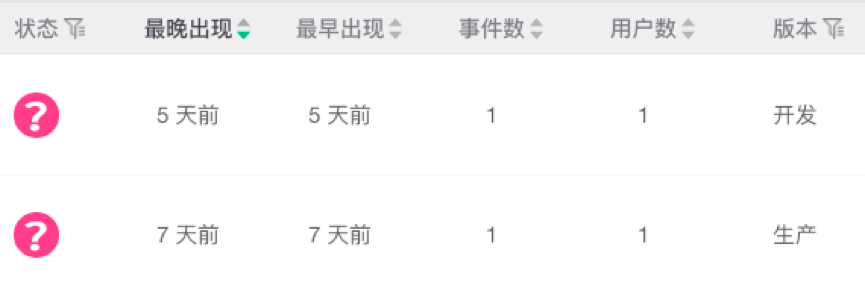 状态 最晚出现 最早出现 事件数 用户数 版本
? 5 天前 5 天前 1 1 开发
? 7 天前 7 天前 1 1 生产